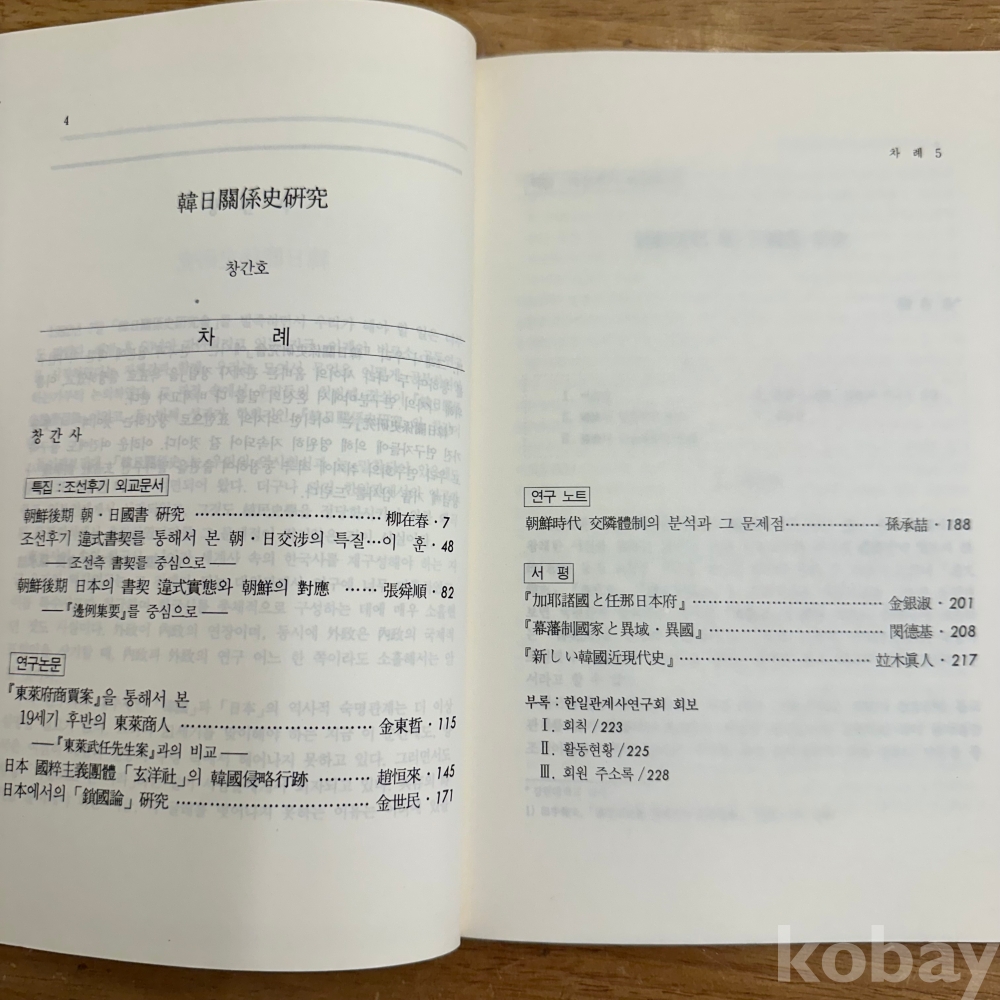 4
韓日關係史硏究
창간호
차 례
창 간 사
특집 : 조선후기 외교문서
朝鮮後期 朝・日國書 硏究 …………………………… 柳在春・7
조선후기 違式書契를 통해서 본 朝・日交涉의 특질…이 훈・48
――조선측 書契를 중심으로――
朝鮮後期 日本의 書契 違式實態와 朝鮮의 對應 …… 張舜順・82
――『邊例集要』를 중심으로――
연구논문
『東萊府商賈案』을 통해서 본
19세기 후반의 東萊商人 …………………………… 金東哲・115
――『東萊武任先生案』과의 비교――
日本 國粹主義團體「玄洋社」의 韓國侵略行跡 ……… 趙恒來・145
日本에서의「鎖國論」硏究 …………………………… 金世民・171
차 례 5
연구 노트
朝鮮時代 交隣體制의 분석과 그 문제점……………… 孫承喆・188
서 평
『加耶諸國と任那日本府』…………………………… 金銀淑・201
『幕藩制國家と異域・異國』 ………………………… 閔德基・208
『新しい韓國近現代史』……………………………… 竝木眞人・217
부록 : 한일관계사연구회 회보
Ⅰ. 회칙/223
Ⅱ. 활동현황/225
Ⅲ. 회원 주소록/228
kobay